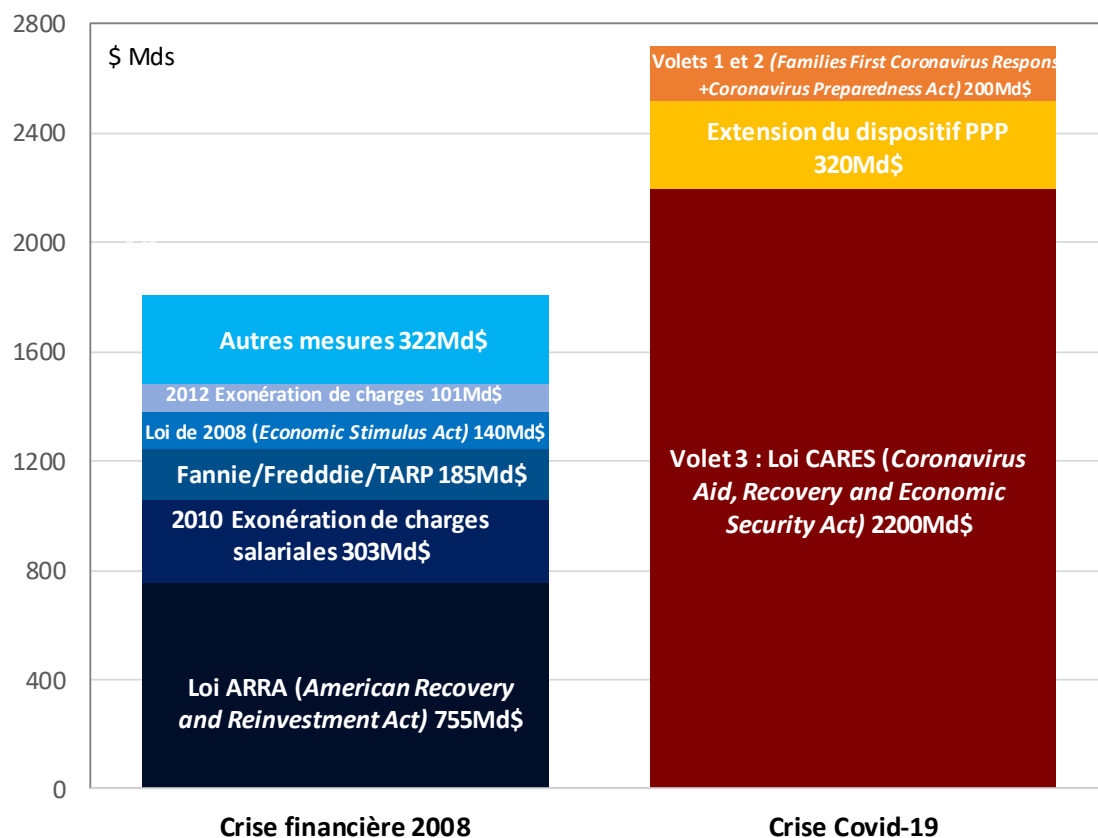 2800
$ Mds
2400
2000
1600
1200
800
400
0
Autres mesures 322Md$
2012 Exonération de charges 101Md$
Loi de 2008 (Economic Stimulus Act) 140Md$
Fannie/Fredddie/TARP 185Md$
2010 Exonération de charges
salariales 303Md$
Loi ARRA (American Recovery
and Reinvestment Act) 755Md$
Volets 1 et 2 (Families First Coronavirus Respons
+Coronavirus Preparedness Act) 200Md$
Extension du dispositif PPP
320Md$
Volet 3 : Loi CARES (Coronavirus
Aid, Recovery and Economic
Security Act) 2200Md$
Crise financière 2008
Crise Covid-19